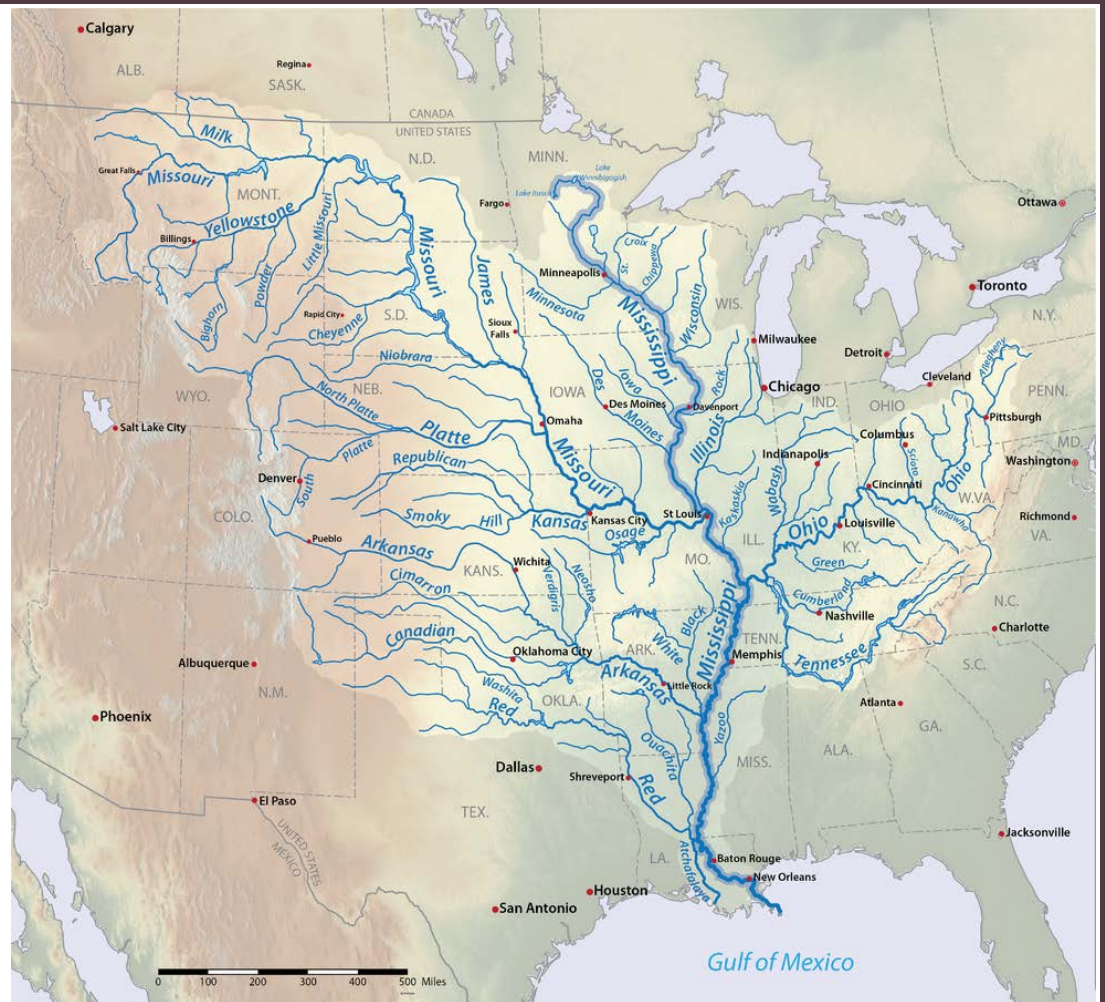 Calgary
ALB.
Regina
SASK.
CANADA
UNITED STATES
Milk
Great Falls
Missouri
MONT.
Yellowstone
Billings
Little Missouri
Powder
Bighorn
N.D.
Fargo
MINN.
Lake Itasca
Lake
Winnibigoshish
Missouri
James
Rapid City
Cheyenne
S.D.
Sioux
Falls
Minneapolis
Minnesota
St. Croix
Chippewa
Mississippi
Wisconsin
WIS.
Milwaukee
Ottawa
Toronto
N.Y.
Detroit
Cleveland
Allegheny
PENN.
Pittsburgh
Niobrara
WYO.
NEB.
North Platte
Platte
South Platte
Salt Lake City
Denver
COLO.
Pueblo
Republican
Smoky Hill
Kansas
Omaha
Missouri
IOWA
Des Moines
Des Moines
Iowa
Davenport
Rock
Chicago
Illinois
IND.
OHIO
Indianapolis
Columbus
Scioto
Cincinnati
Ohio
MD.
Washington
W.VA.
Kanawha
Richmond
VA.
Kansas City
Osage
St Louis
Kaskaskia
Wabash
ILL.
Ohio
Louisville
KY.
Green
Cumberland
Nashville
TENN.
Tennessee
N.C.
Charlotte
S.C.
Arkansas
Cimarron
KANS.
Wichita
Verdigris
Neosho
MO.
Mississippi
Black
White
ARK.
Memphis
Canadian
Oklahoma City
Arkansas
Little Rock
Albuquerque
N.M.
Washita
Red
OKLA.
Ouachita
Yazoo
MISS.
ALA.
Atlanta
GA.
Phoenix
Dallas
Shreveport
Red
El Paso
UNITED STATES
MEXICO
TEX.
LA.
Atchafalaya
Baton Rouge
New Orleans
Jacksonville
Houston
San Antonio
Gulf of Mexico
0 100 200 300 400 500 Miles